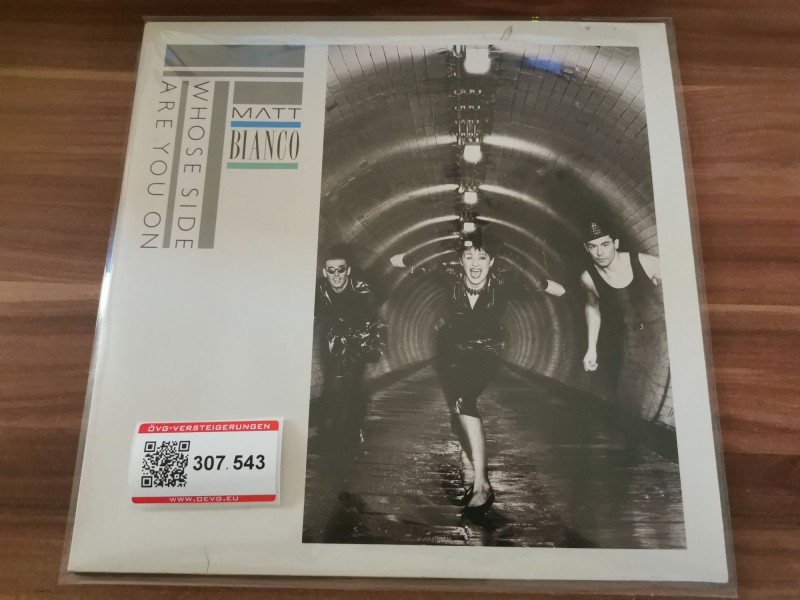 WHOSE SIDE
ARE YOU ON
MATT
BIANCO
ÖVG-VERSTEIGERUNGEN
307. 543
WWW.OEVG.EU